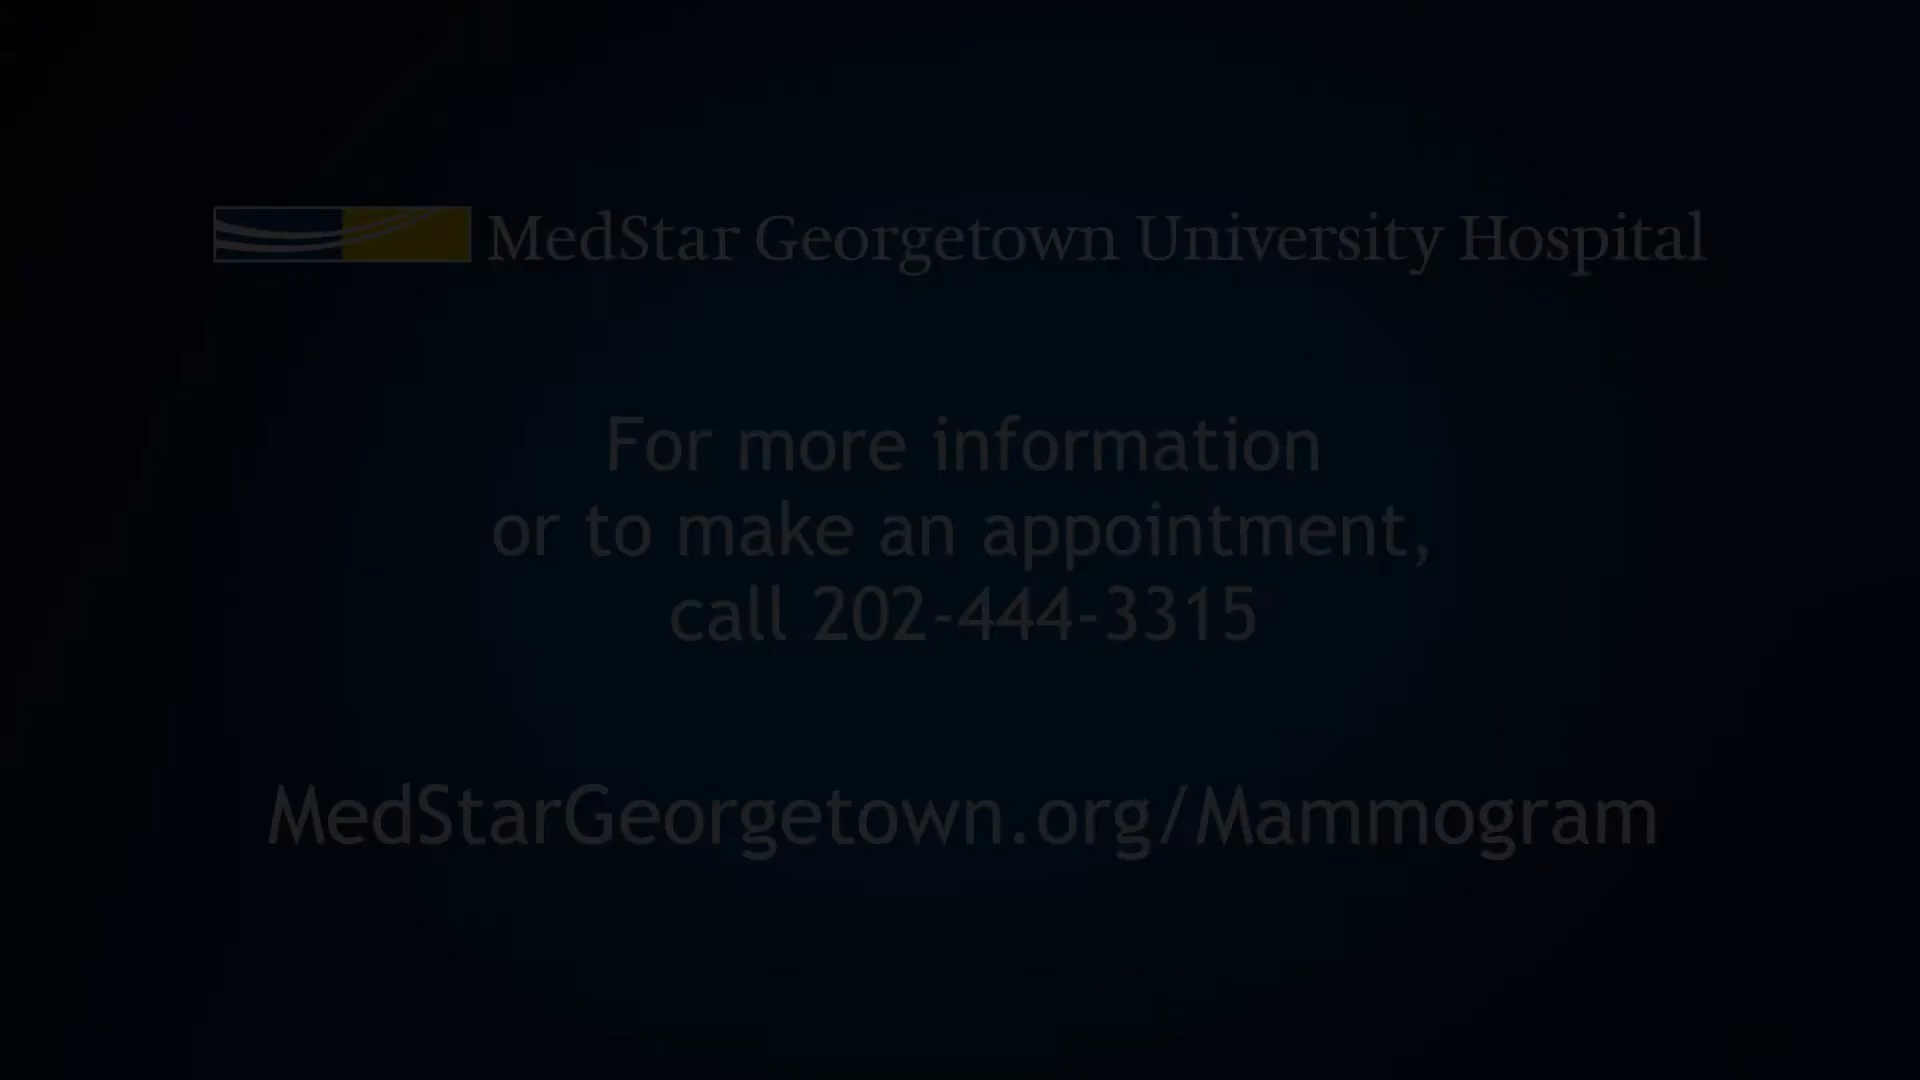 MedStar Georgetown University Hospital
For more information
or to make an appointment,
call 202-444-3315
MedStarGeorgetown.org/Mammogram